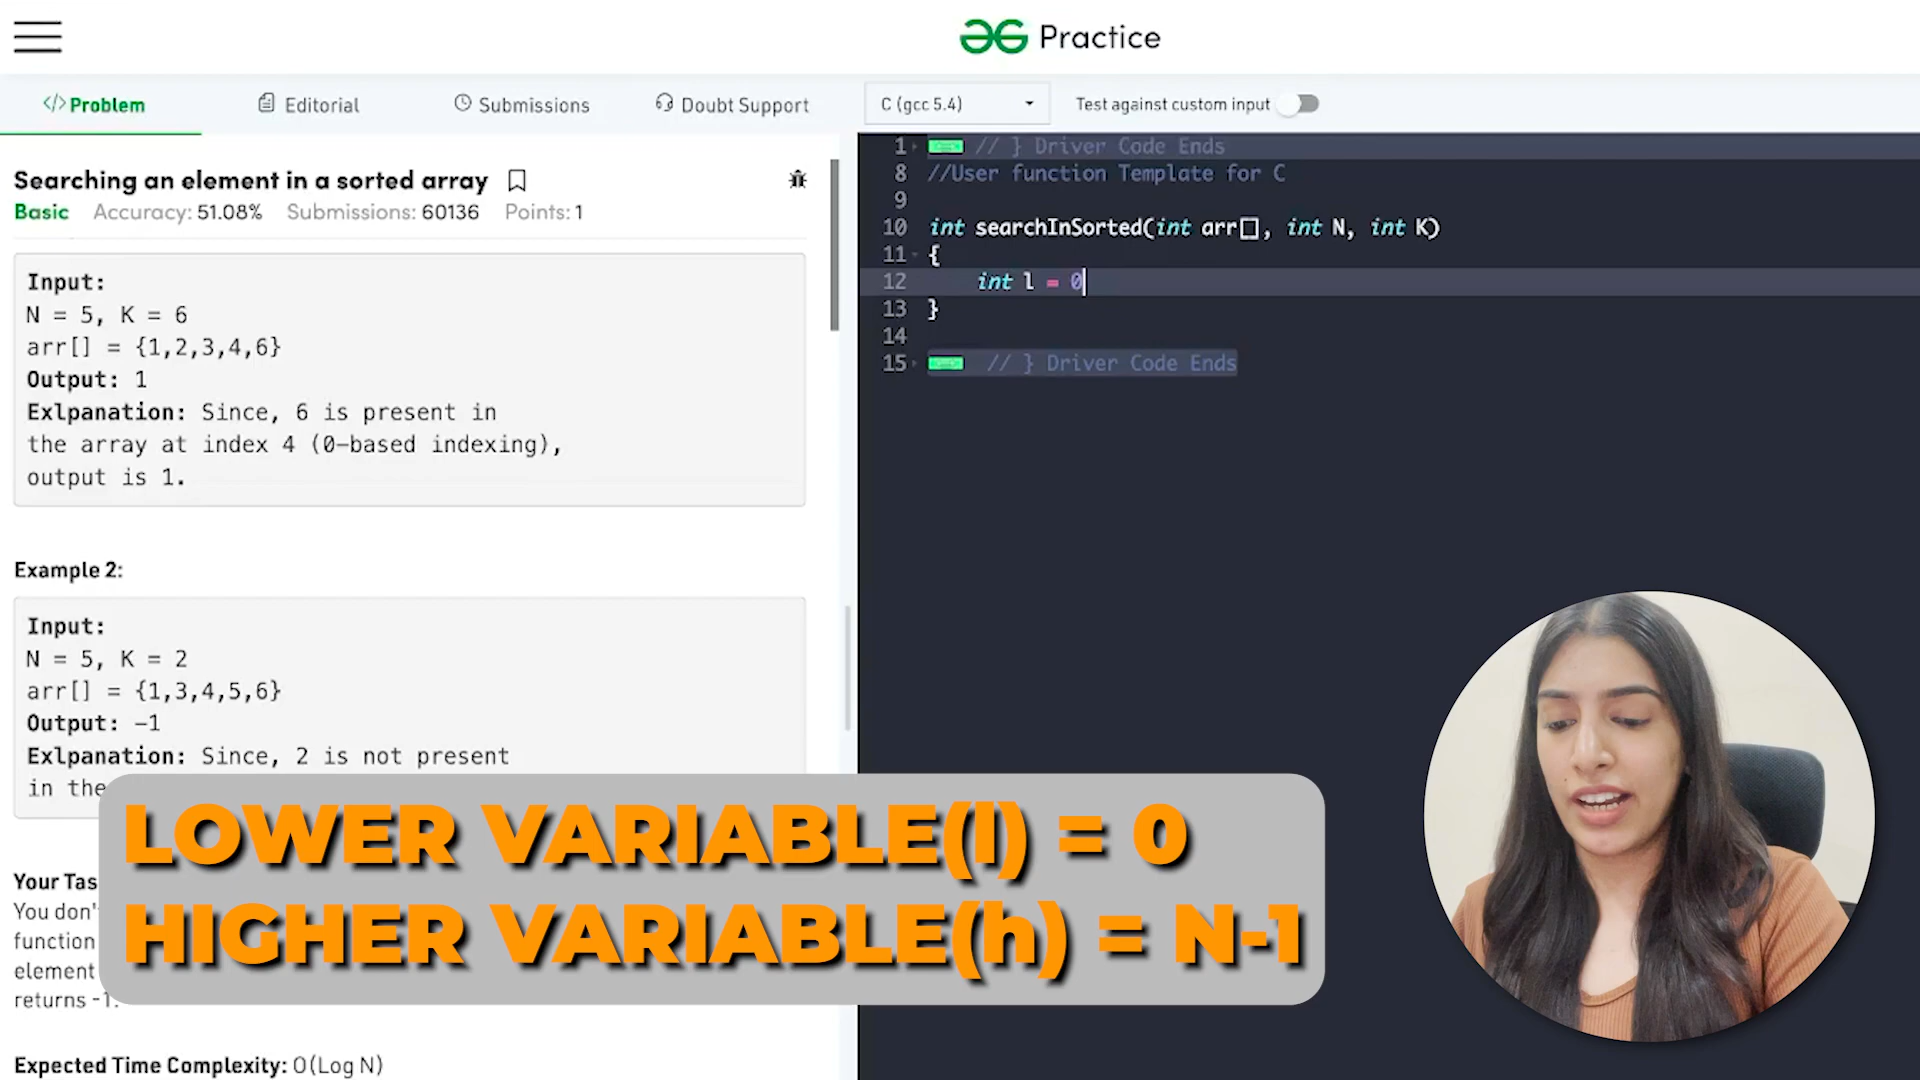 Practice
Problem
Editorial
Submissions
Doubt Support
C (gcc 5.4)
Test against custom input
Searching an element in a sorted array
Basic Accuracy: 51.08% Submissions: 60136 Points: 1
Input:
N = 5, K = 6
arr[] = {1,2,3,4,6}
Output: 1
Exlpanation: Since, 6 is present in
the array at index 4 (0-based indexing),
output is 1.
Example 2:
Input:
N = 5, K = 2
arr[] = {1,3,4,5,6}
Output: -1
Exlpanation: Since, 2 is not present
in the
Your Tas
You don'
function
element
returns -1.
Expected Time Complexity: O(Log N)
1 // } Driver Code Ends
8 //User function Template for C
9
10 int searchInSorted(int arr[], int N, int K)
11 {
12 int l = 0
13 }
14
15 // } Driver Code Ends
LOWER VARIABLE(l) = 0
HIGHER VARIABLE(h) = N-1